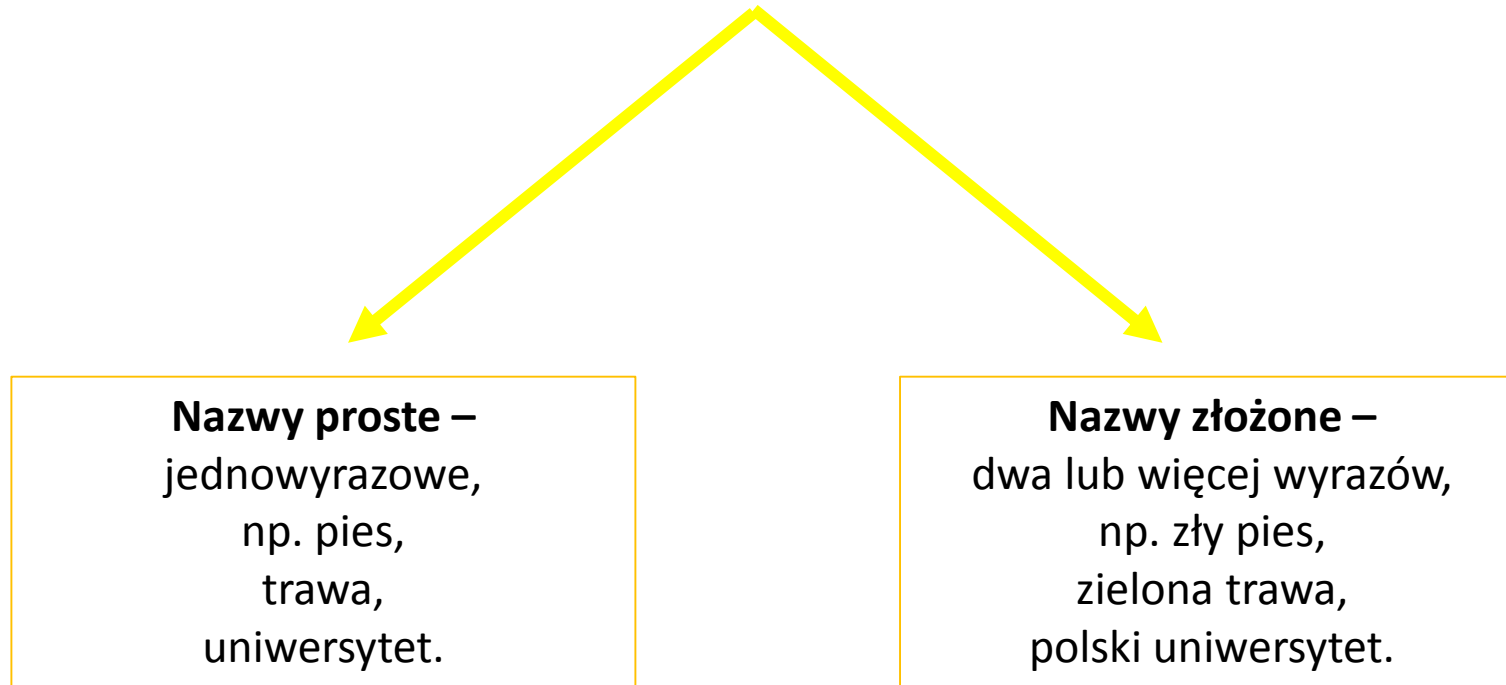 Nazwy proste –
jednowyrazowe,
np. pies,
trawa,
uniwersytet.
Nazwy złożone –
dwa lub więcej wyrazów,
np. zły pies,
zielona trawa,
polski uniwersytet.